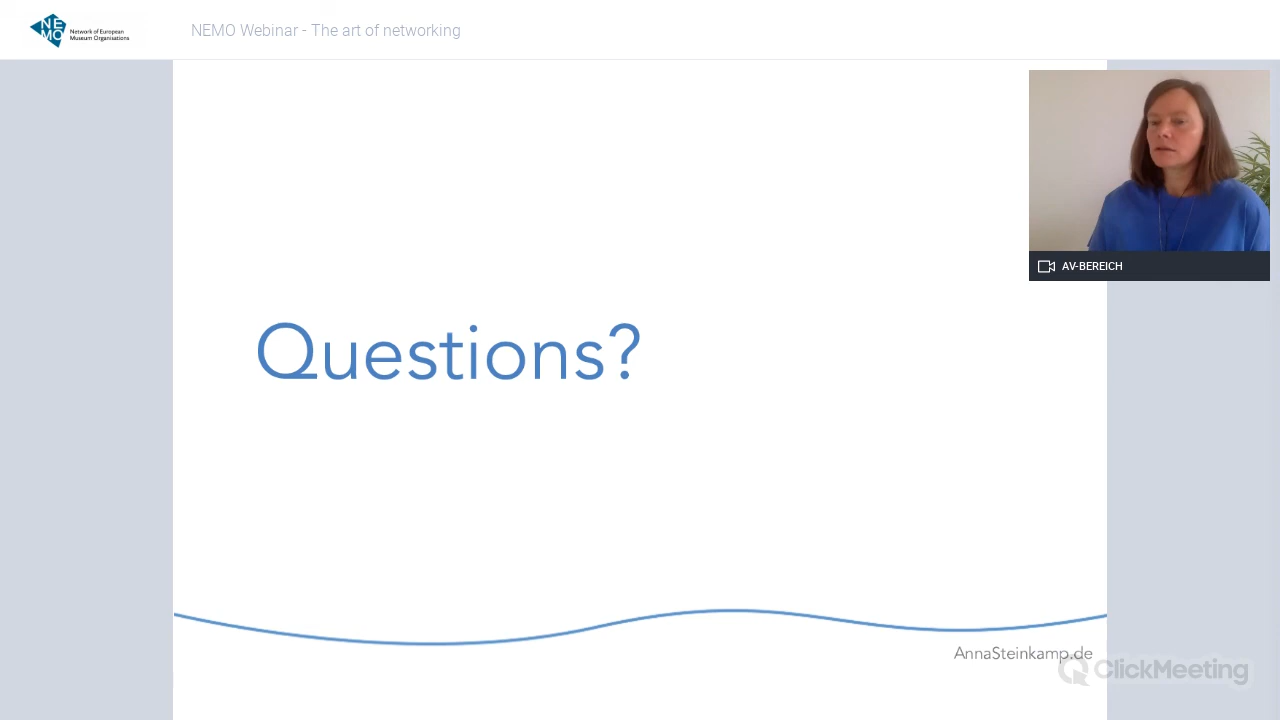 NE
MO
Network of European
Museum Organisations
NEMO Webinar - The art of networking
AV-BEREICH
Questions?
AnnaSteinkamp.de
ClickMeeting